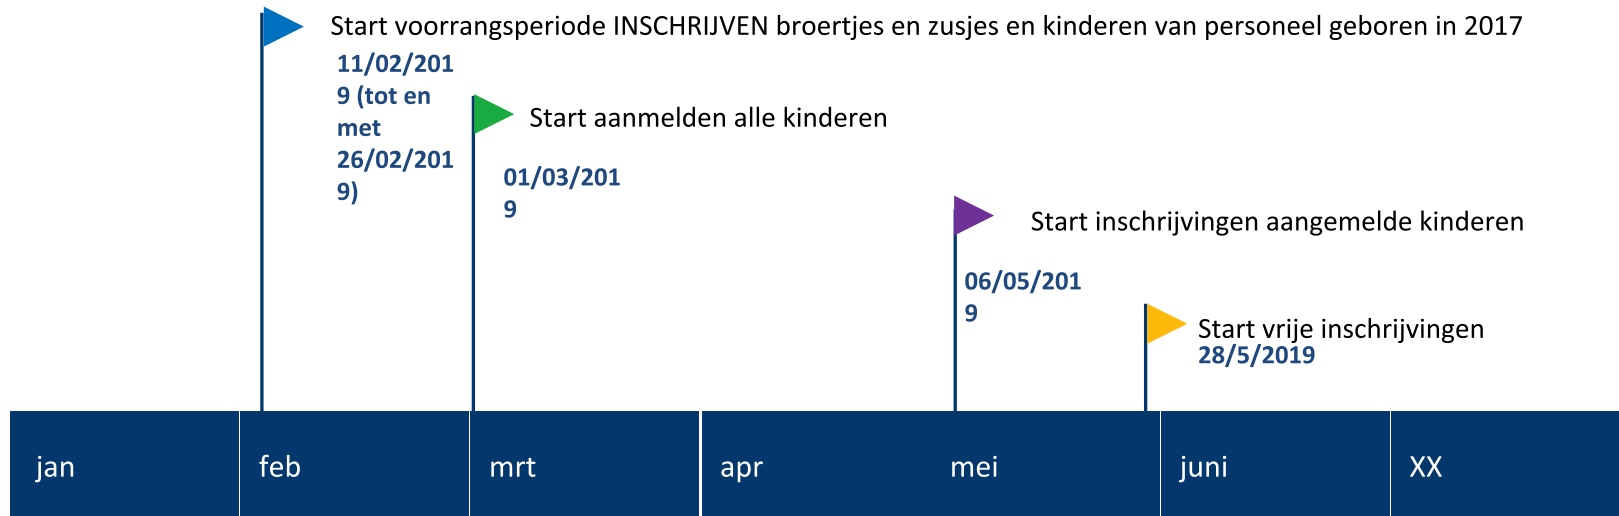 Start voorrangsperiode INSCHRIJVEN broertjes en zusjes en kinderen van personeel geboren in 2017
11/02/201
9 (tot en
met
26/02/201
9)
Start aanmelden alle kinderen
01/03/201
9
Start inschrijvingen aangemelde kinderen
06/05/201
9
Start vrije inschrijvingen
28/5/2019
jan
feb
mrt
apr
mei
juni
XX